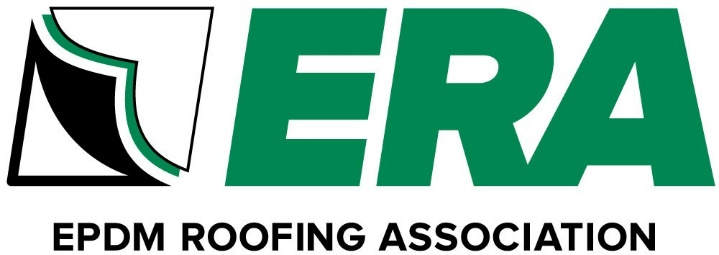 ERA
EPDM ROOFING ASSOCIATION